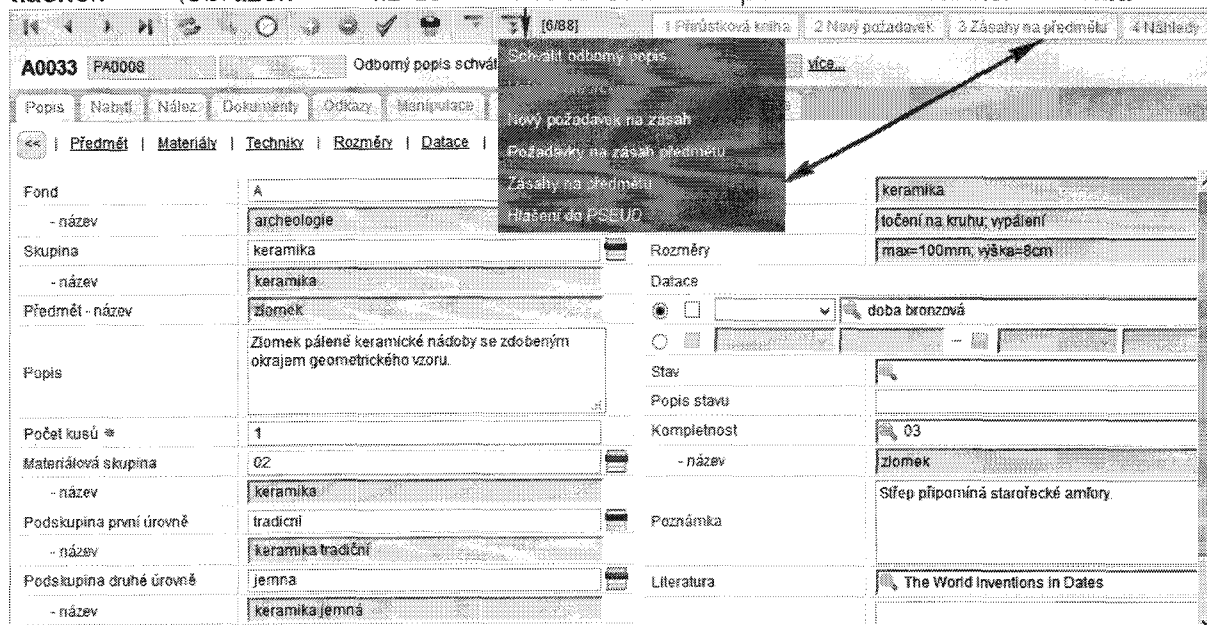 [6/88] 1 Přírůstková kniha 2 Nový požadavek 3 Zásahy na předmětu 4 Náhledy
A0033 PA0008 Odborný popis schvál více...
Schválit odborný popis
Nový požadavek na zásah
Požadavky na zásah předmětu
Zásahy na předmětu
Hlášení do PSEUD
Popis Nabytí Nález Dokumenty Odkazy Manipulace
<< | Předmět | Materiály | Techniky | Rozměry | Datace |
Fond A keramika
- název archeologie točení na kruhu; vypálení
Skupina keramika Rozměry max=100mm; výška=8cm
- název keramika Datace
Předmět - název zlomek doba bronzová
Popis Zlomek pálené keramické nádoby se zdobeným
okrajem geometrického vzoru.
Stav
Popis stavu
Počet kusů 1 Kompletnost 03
Materiálová skupina 02 - název zlomek
- název keramika Poznámka Střep připomíná starořecké amfory.
Podskupina první úrovně tradicni
- název keramika tradiční
Podskupina druhé úrovně jemna Literatura The World Inventions in Dates
- název keramika jemná